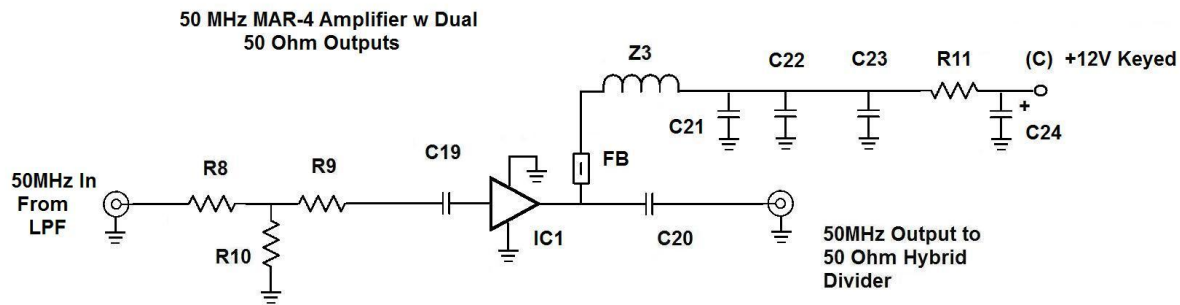 50 MHz MAR-4 Amplifier w Dual
50 Ohm Outputs
Z3
C22
C23
R11
(C) +12V Keyed
C21
+
C24
C19
FB
R8
R9
50MHz In
From
LPF
R10
IC1
C20
50MHz Output to
50 Ohm Hybrid
Divider